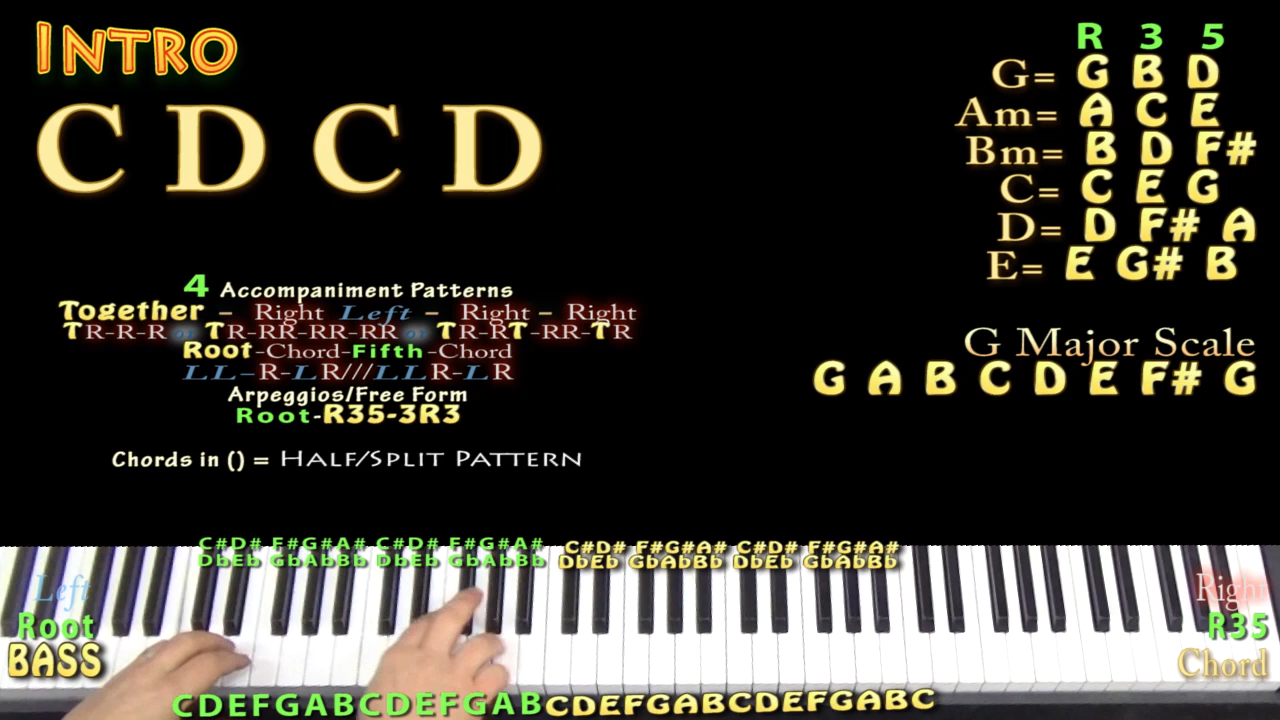 INTRO
C D C D
R 3 5
G= G B D
Am= A C E
Bm= B D F#
C= C E G
D= D F# A
E= E G# B
4 Accompaniment Patterns
Together - Right Left - Right - Right
TR-R-R or TR-RR-RR-RR or TR-RT-RR-TR
Root-Chord-Fifth-Chord
LL-R-LR///LLR-LR
Arpeggios/Free Form
Root-R35-3R3
Chords in () = HALF/SPLIT PATTERN
G Major Scale
G A B C D E F# G
C#D# F#G#A# C#D# F#G#A# C#D# F#G#A# C#D# F#G#A#
DbEb GbAbBb DbEb GbAbBb DbEb GbAbBb DbEb GbAbBb
Left
Root
BASS
Right
R35
Chord
CDEFGABCDEFGABCDEFGABCDEFGABC